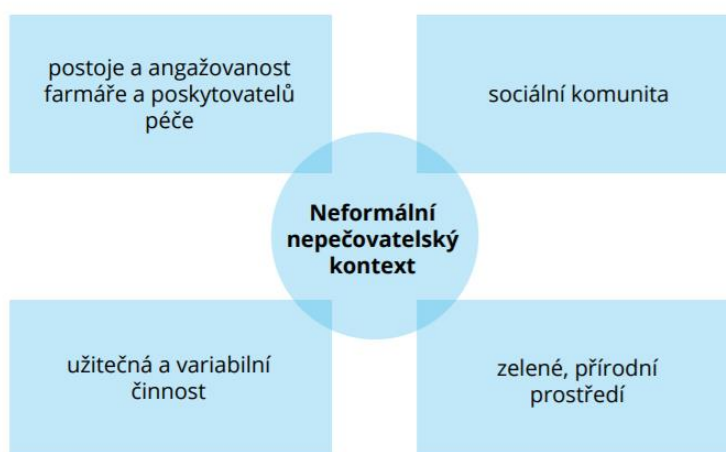 postoje a angažovanost
farmáře a poskytovatelů
péče
sociální komunita
Neformální
nepečovatelský
kontext
užitečná a variabilní
činnost
zelené, přírodní
prostředí